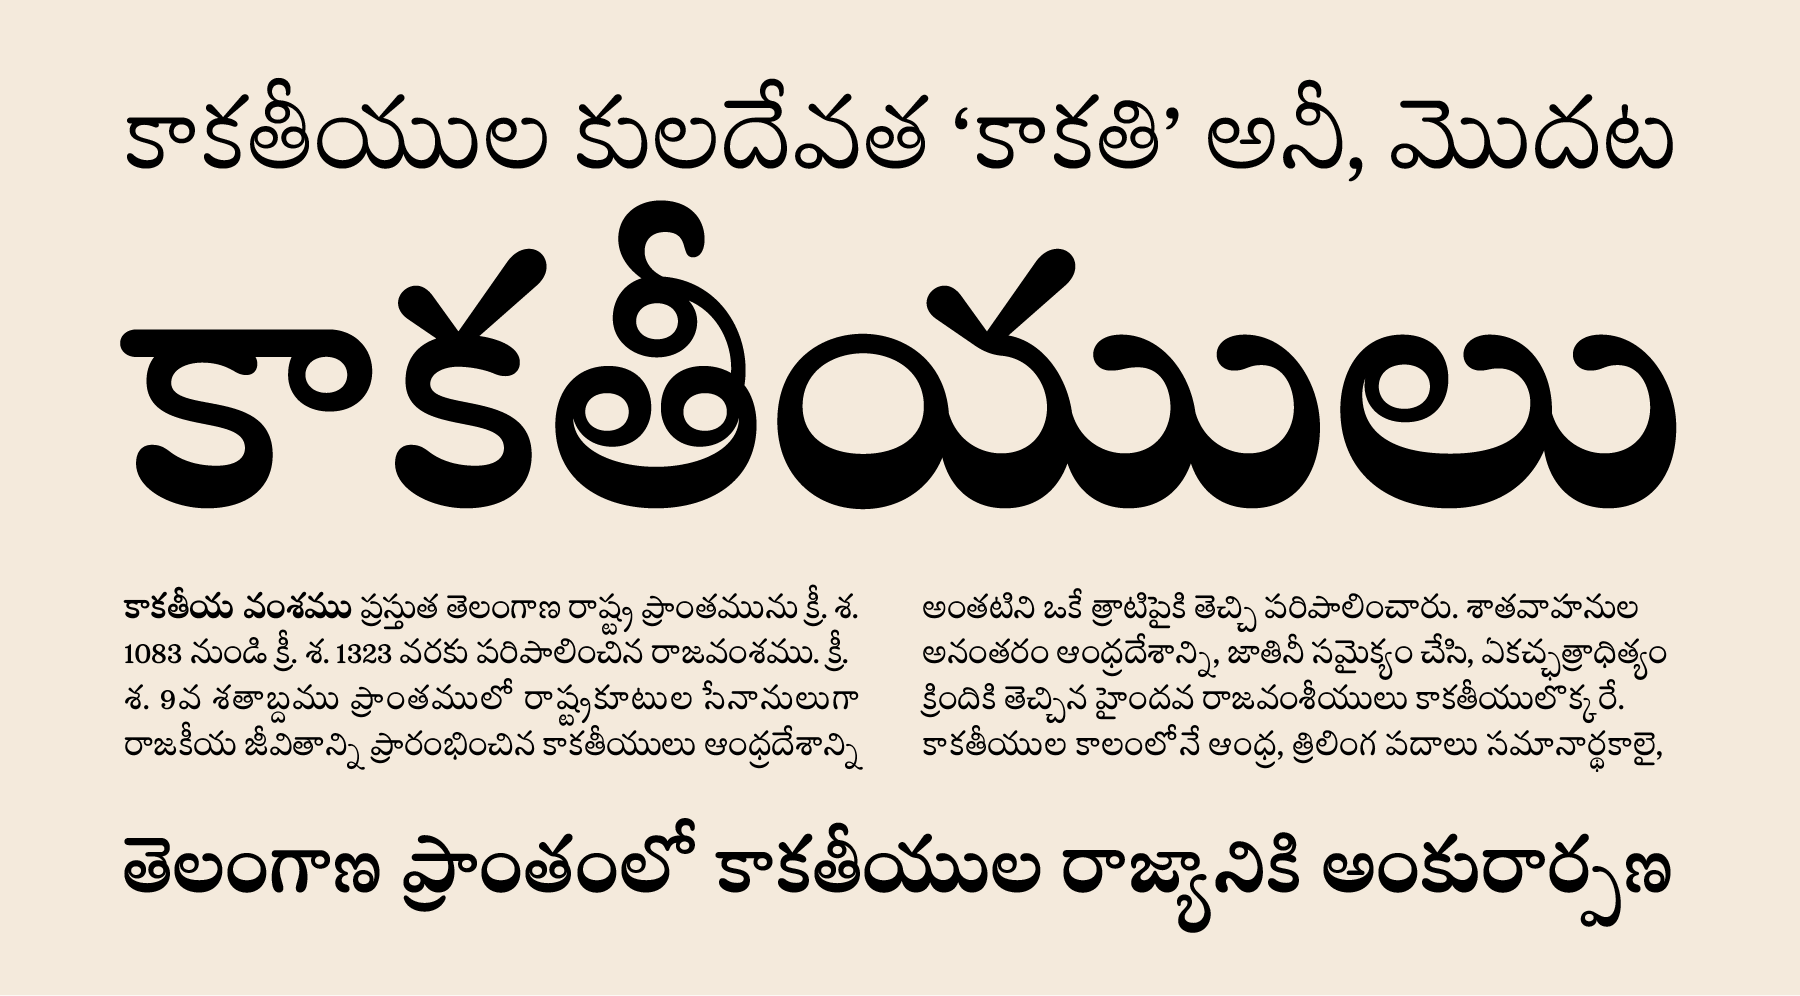 కాకతీయుల కులదేవత ‘కాకతి’ అనీ, మొదట
కాకతీయులు
కాకతీయ వంశము ప్రస్తుత తెలంగాణ రాష్ట్ర ప్రాంతమును క్రీ. శ.
1083 నుండి క్రీ. శ. 1323 వరకు పరిపాలించిన రాజవంశము. క్రీ.
శ. 9వ శతాబ్దము ప్రాంతములో రాష్ట్రకూటుల సేనానులుగా
రాజకీయ జీవితాన్ని ప్రారంభించిన కాకతీయులు ఆంధ్రదేశాన్ని
అంతటిని ఒకే త్రాటిపైకి తెచ్చి పరిపాలించారు. శాతవాహనుల
అనంతరం ఆంధ్రదేశాన్ని, జాతినీ సమైక్యం చేసి, ఏకచ్ఛత్రాధిత్యం
క్రిందికి తెచ్చిన హైందవ రాజవంశీయులు కాకతీయులొక్కరే.
కాకతీయుల కాలంలోనే ఆంధ్ర, త్రిలింగ పదాలు సమానార్థకాలై,
తెలంగాణ ప్రాంతంలో కాకతీయుల రాజ్యానికి అంకురార్పణ